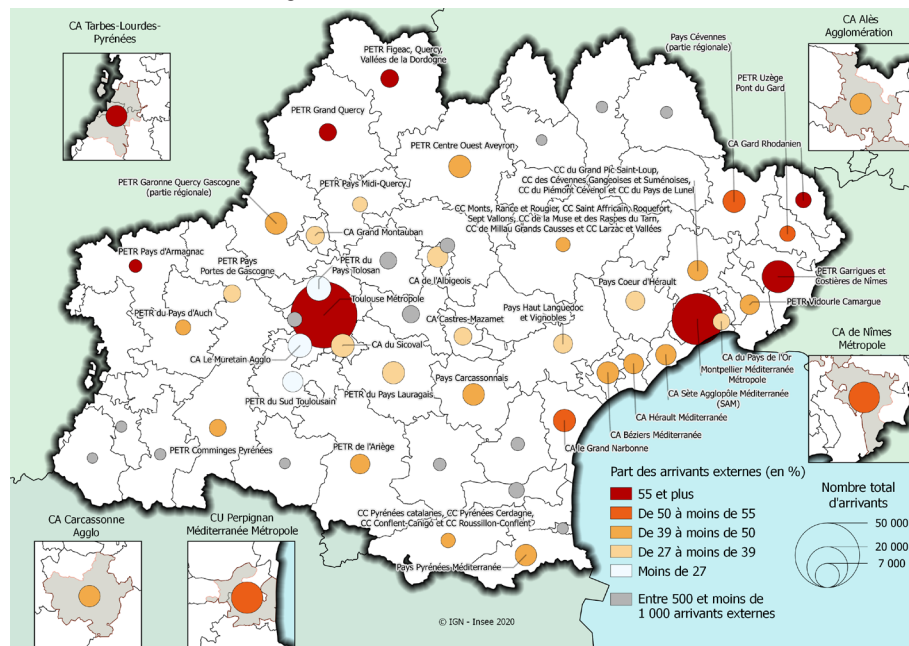 CA Tarbes-Lourdes-
Pyrénées
CA Alès
Agglomération
Pays Cévennes
(partie régionale)
PETR Figeac, Quercy,
Vallées de la Dordogne
PETR Uzège
Pont du Gard
PETR Grand Quercy
CA Gard Rhodanien
PETR Centre Ouest Aveyron
CC du Grand Pic Saint-Loup,
CC des Cévennes Gangeoises et Suménoises,
CC du Piémont Cévenol et CC du Pays de Lunel
PETR Garonne Quercy Gascogne
(partie régionale)
PETR Pays Midi-Quercy
CC Monts, Rance et Rougier, CC Saint Affricain, Roquefort,
Sept Vallons, CC de la Muse et des Raspes du Tarn,
CC de Millau Grands Causses et CC Larzac et Vallées
CA Grand Montauban
PETR Pays d'Armagnac
PETR Pays
Portes de Gascogne
PETR du
Pays Tolosan
CA de l'Albigeois
PETR Garrigues et
Costières de Nîmes
Pays Coeur d'Hérault
Toulouse Métropole
Pays Haut Languedoc
et Vignobles
PETR Vidourle Camargue
PETR du Pays d'Auch
CA Castres-Mazamet
CA de Nîmes
Métropole
CA du Sicoval
CA Le Muretain Agglo
CA du Pays de l'Or
Montpellier Méditerranée
Métropole
Pays Carcassonnais
CA Sète Agglopôle Méditerranée
(SAM)
PETR du Pays Lauragais
PETR du Sud Toulousain
CA Hérault Méditerranée
CA Béziers Méditerranée
PETR Comminges Pyrénées
PETR de l'Ariège
CA le Grand Narbonne
Part des arrivants externes (en %)
55 et plus
De 50 à moins de 55
De 39 à moins de 50
De 27 à moins de 39
Moins de 27
Entre 500 et moins de
1 000 arrivants externes
Nombre total
d'arrivants
50 000
20 000
7 000
CA Carcassonne
Agglo
CU Perpignan
Méditerranée Métropole
CC Pyrénées catalanes, CC Pyrénées Cerdagne,
CC Conflent-Canigó et CC Roussillon-Conflent
Pays Pyrénées Méditerranée
© IGN - Insee 2020